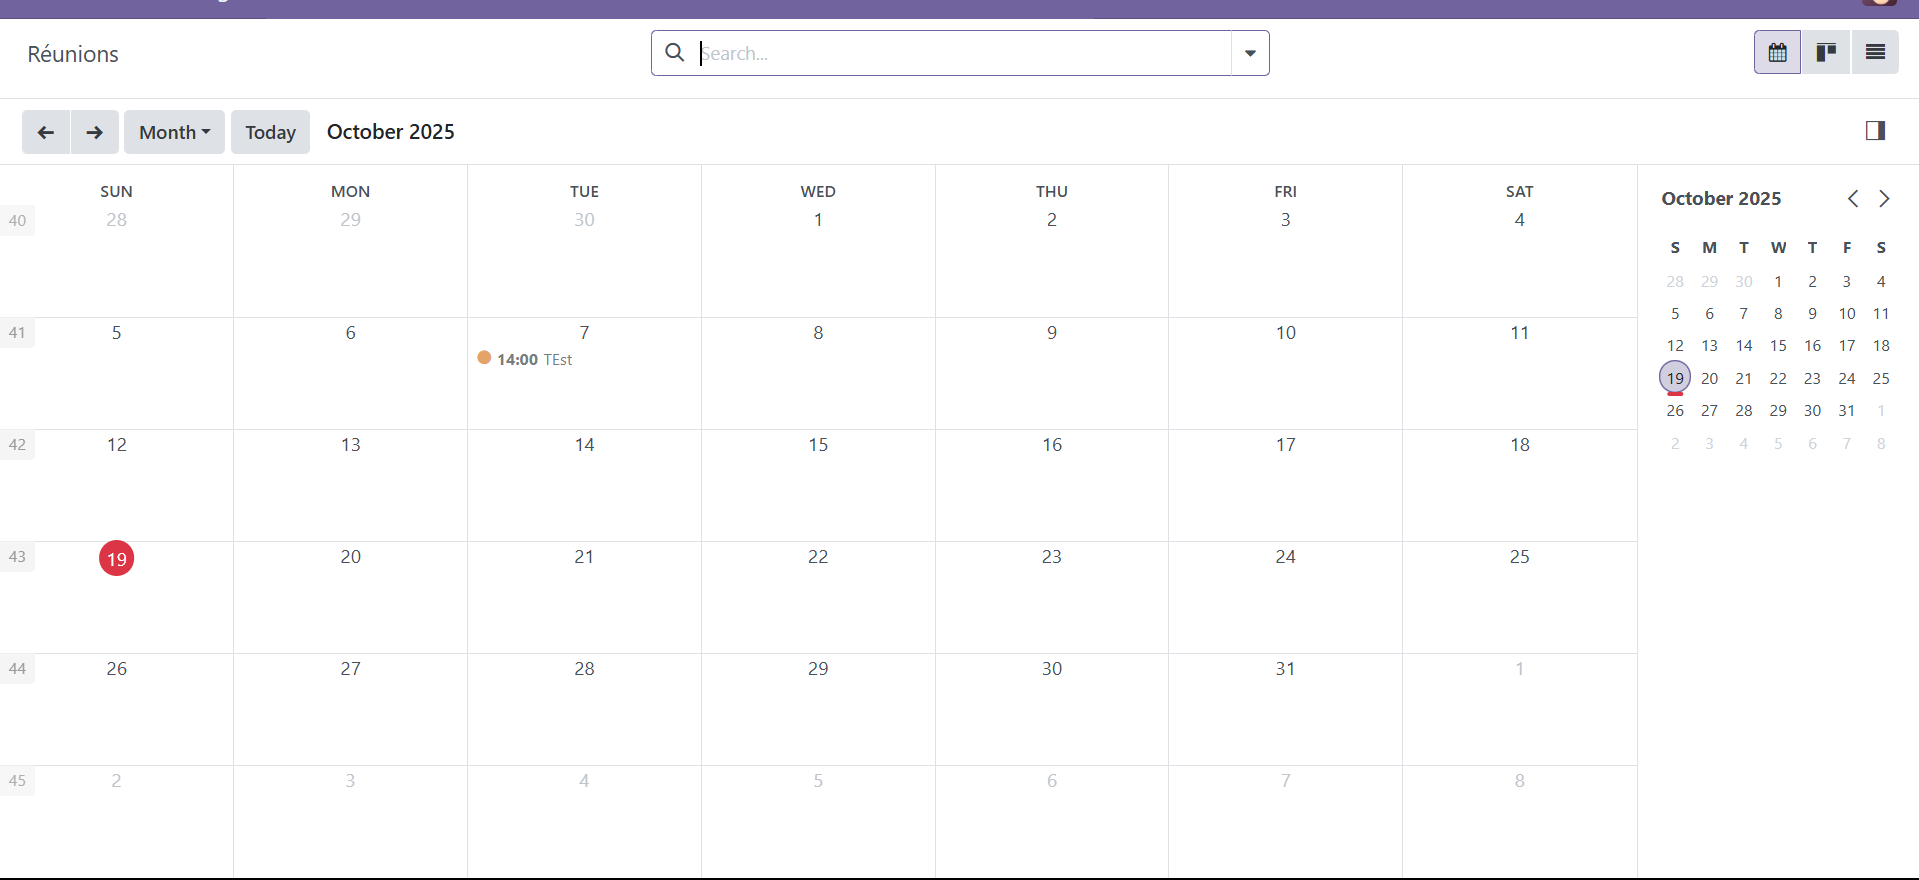 Réunions
Search...
Month Today October 2025
SUN MON TUE WED THU FRI SAT
40 28 29 30 1 2 3 4
41 5 6 7 8 9 10 11
14:00 TEst
42 12 13 14 15 16 17 18
43 19 20 21 22 23 24 25
44 26 27 28 29 30 31 1
45 2 3 4 5 6 7 8
October 2025
S M T W T F S
28 29 30 1 2 3 4
5 6 7 8 9 10 11
12 13 14 15 16 17 18
19 20 21 22 23 24 25
26 27 28 29 30 31 1
2 3 4 5 6 7 8